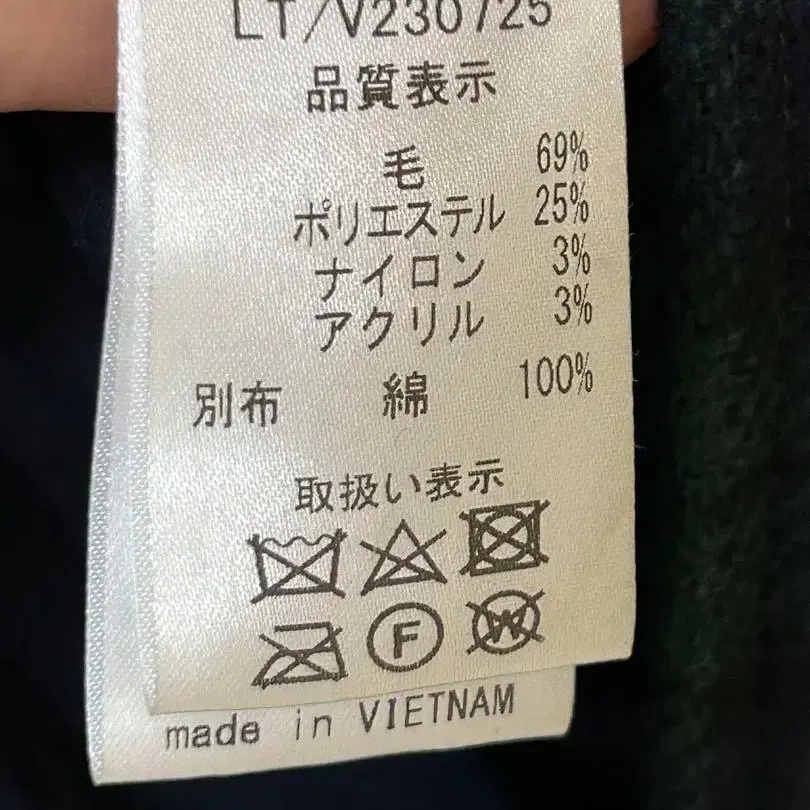 LT/V230725
品質表示
毛 69%
ポリエステル 25%
ナイロン 3%
アクリル 3%
別布 綿 100%
取扱い表示
F W
made in VIETNAM